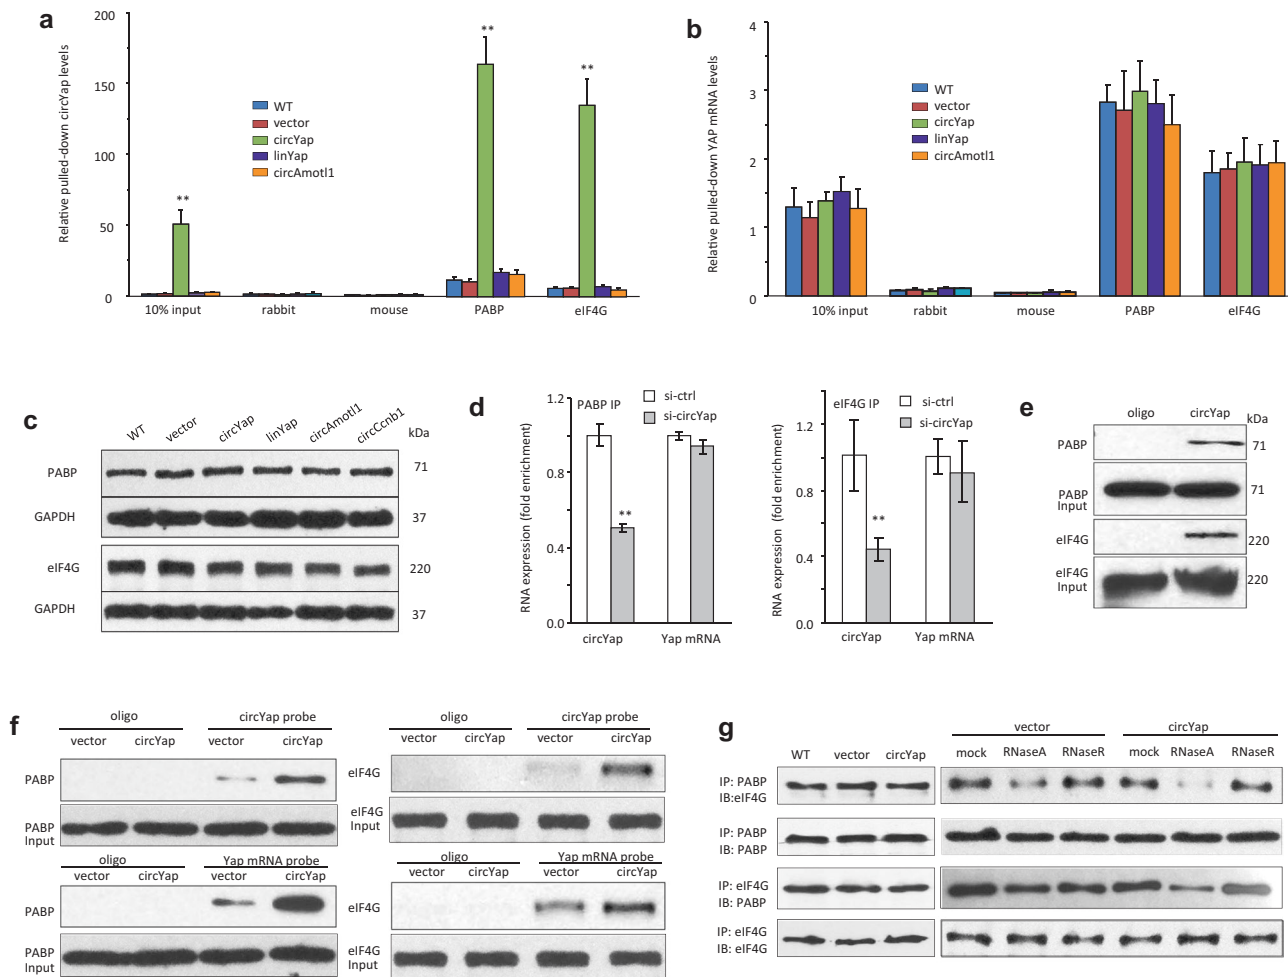 a
Relative pulled-down circYap levels
200
150
100
50
0
WT
vector
circYap
linYap
circAmotl1
**
**
**
10% input rabbit mouse PABP eIF4G
b
Relative pulled-down YAP mRNA levels
4
3
2
1
0
WT
vector
circYap
linYap
circAmotl1
10% input rabbit mouse PABP eIF4G
c
WT vector circYap linYap circAmotl1 circCcnb1 kDa
PABP 71
GAPDH 37
eIF4G 220
GAPDH 37
d
RNA expression (fold enrichment)
1.2
0.8
0.4
0.0
PABP IP
si-ctrl
si-circYap
**
circYap Yap mRNA
RNA expression (fold enrichment)
1.2
0.8
0.4
0.0
eIF4G IP
si-ctrl
si-circYap
**
circYap Yap mRNA
e
oligo circYap
PABP 71
PABP
Input
71
eIF4G 220
eIF4G
Input
220
f
oligo circYap probe
vector circYap vector circYap
PABP
PABP
Input
oligo circYap probe
vector circYap vector circYap
eIF4G
eIF4G
Input
oligo Yap mRNA probe
vector circYap vector circYap
PABP
PABP
Input
oligo Yap mRNA probe
vector circYap vector circYap
eIF4G
eIF4G
Input
g
vector circYap
WT vector circYap mock RNaseA RNaseR mock RNaseA RNaseR
IP: PABP
IB:eIF4G
IP: PABP
IB: PABP
IP: eIF4G
IB: PABP
IP: eIF4G
IB: eIF4G